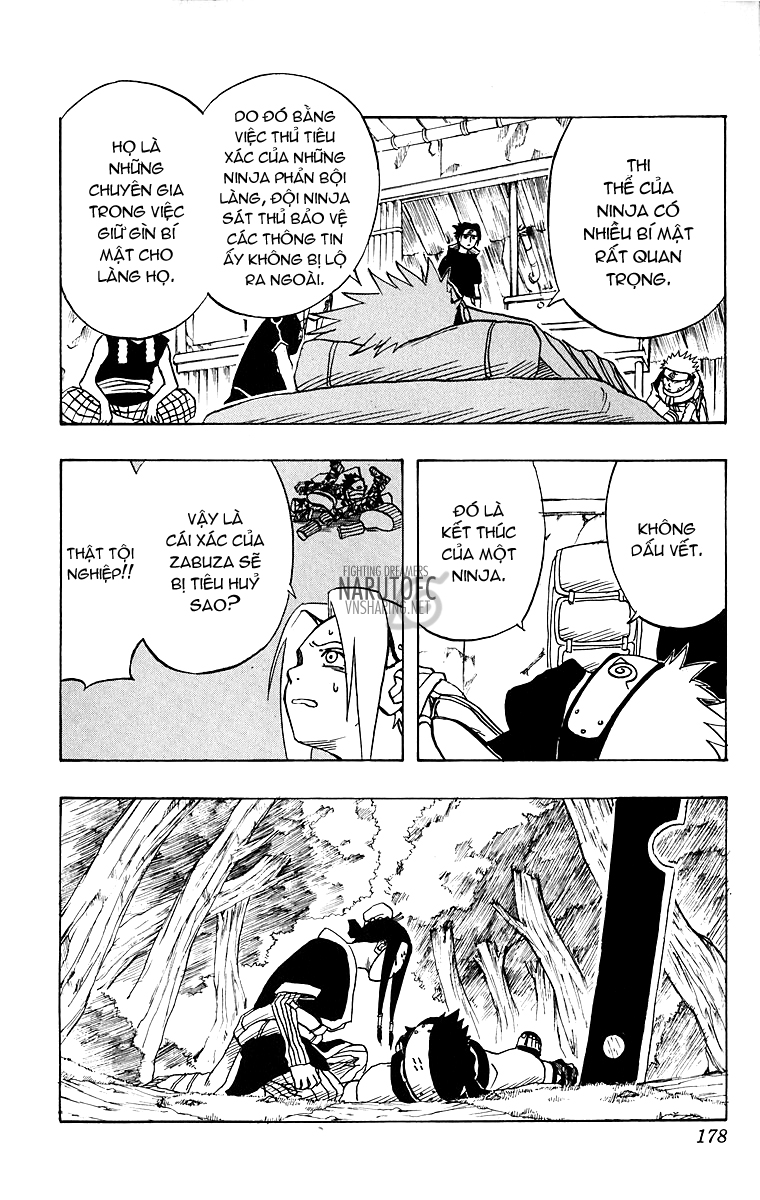 THI
THỂ CỦA
NINJA CÓ
NHIỀU BÍ MẬT
RẤT QUAN
TRỌNG.
DO ĐÓ BẰNG
VIỆC THỦ TIÊU
XÁC CỦA NHỮNG
NINJA PHẢN BỘI
LÀNG, ĐỘI NINJA
SÁT THỦ BẢO VỆ
CÁC THÔNG TIN
ẤY KHÔNG BỊ LỘ
RA NGOÀI.
HỌ LÀ
NHỮNG
CHUYÊN GIA
TRONG VIỆC
GIỮ GÌN BÍ
MẬT CHO
LÀNG HỌ.
KHÔNG
DẤU VẾT.
ĐÓ LÀ
KẾT THÚC
CỦA MỘT
NINJA.
VẬY LÀ
CÁI XÁC CỦA
ZABUZA SẼ
BỊ TIÊU HUỶ
SAO?
THẬT TỘI
NGHIỆP!!
FIGHTING DREAMERS
NARUTOFC
VNSHARING.NET
178